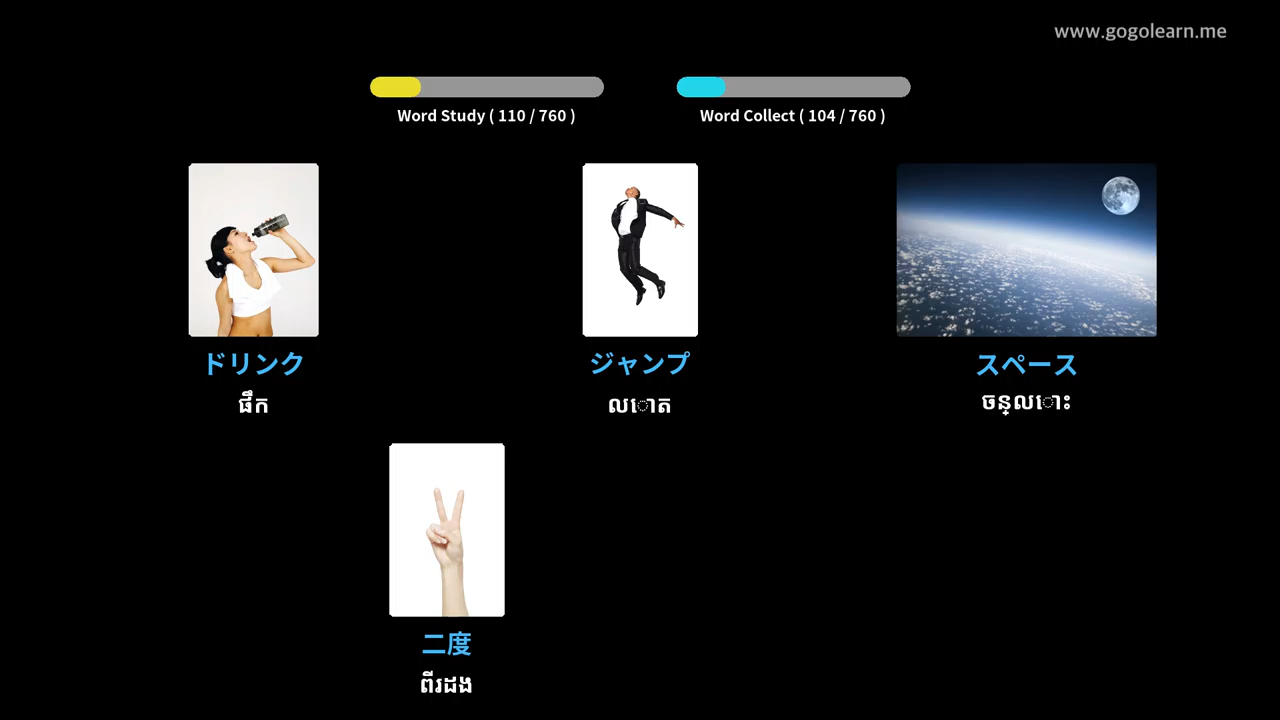 www.gogolearn.me
Word Study ( 110 / 760 )
Word Collect ( 104 / 760 )
ドリンク
ជាំក
ジャンプ
លោត
スペース
ចន្លោះ
二度
ពីរដង